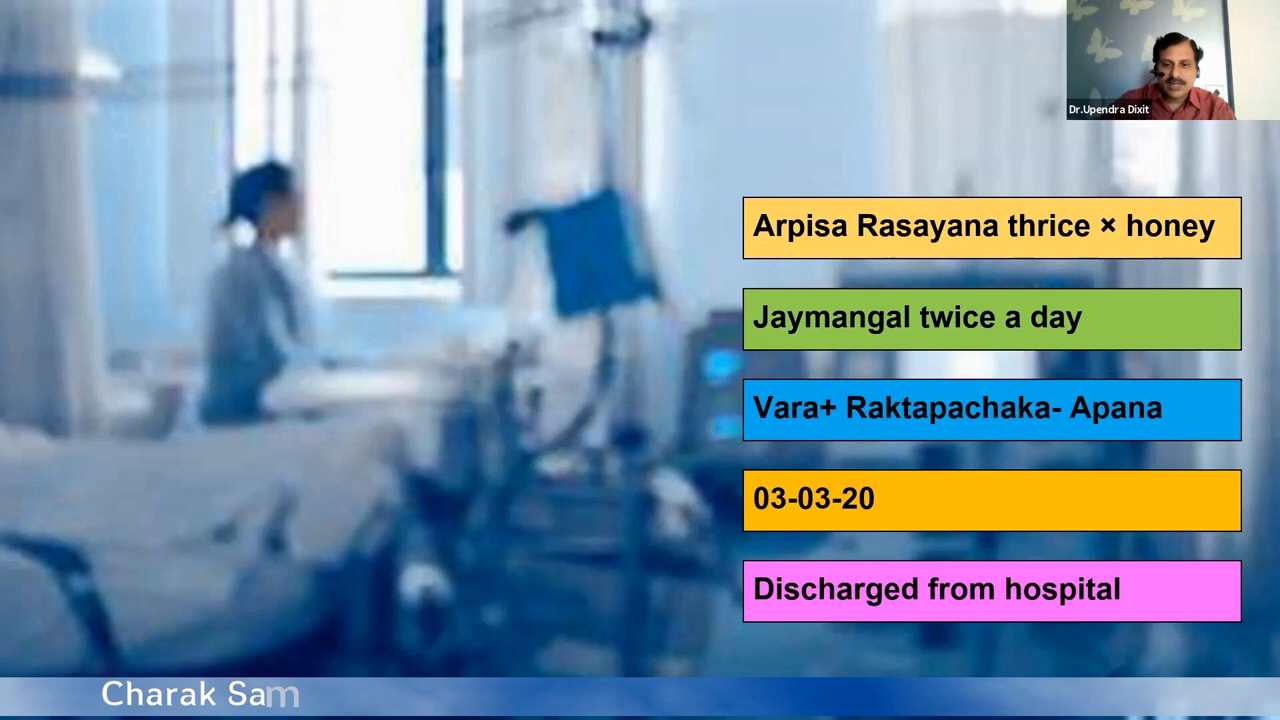 Dr.Upendra Dixit
Arpisa Rasayana thrice × honey
Jaymangal twice a day
Vara+ Raktapachaka- Apana
03-03-20
Discharged from hospital
Charak Sam